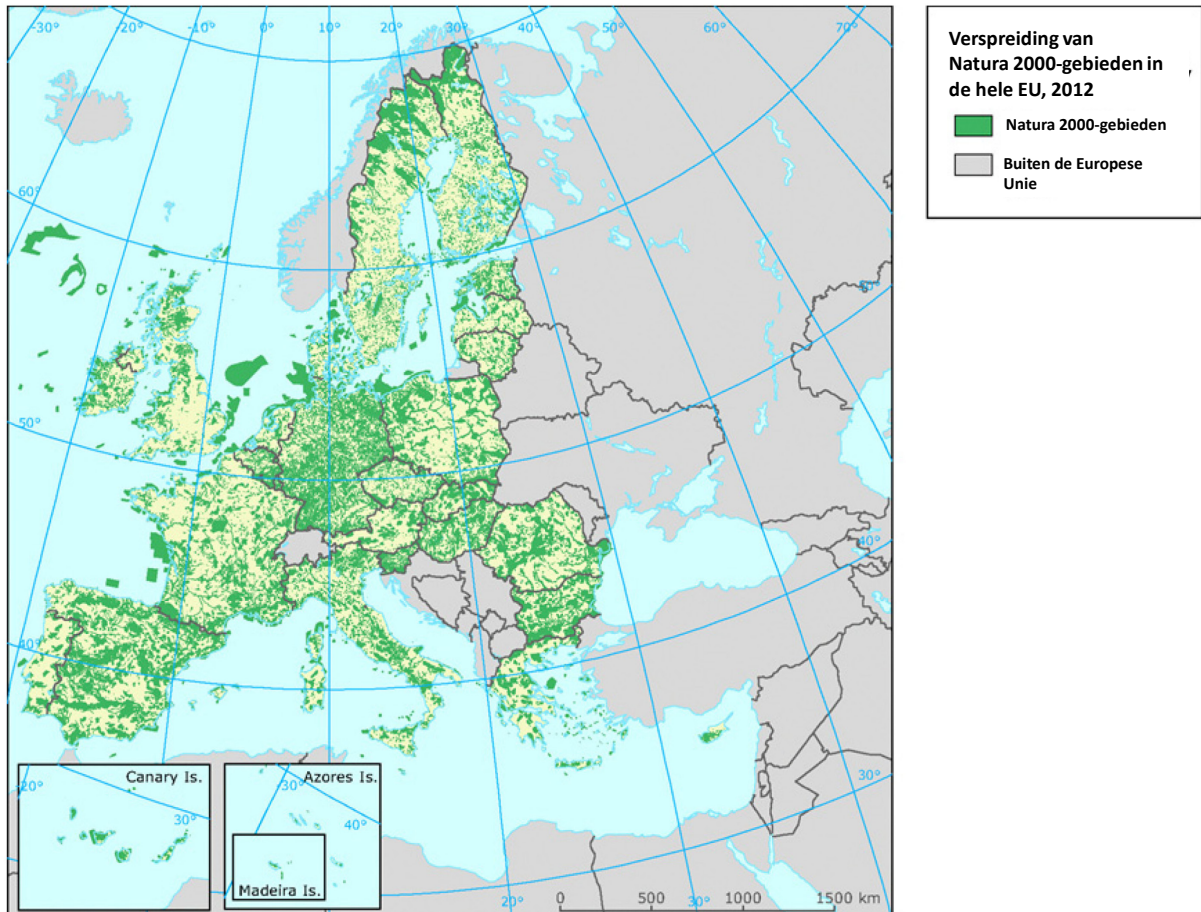 -30°
-20°
-10°
0°
10°
20°
30°
40°
50°
60°
70°
Verspreiding van
Natura 2000-gebieden in
de hele EU, 2012
Natura 2000-gebieden
Buiten de Europese
Unie
60°
50°
50°
40°
40°
30°
Canary Is.
-20°
30°
Azores Is.
-30°
40°
Madeira Is.
20°
30°
0 500 1000 1500 km